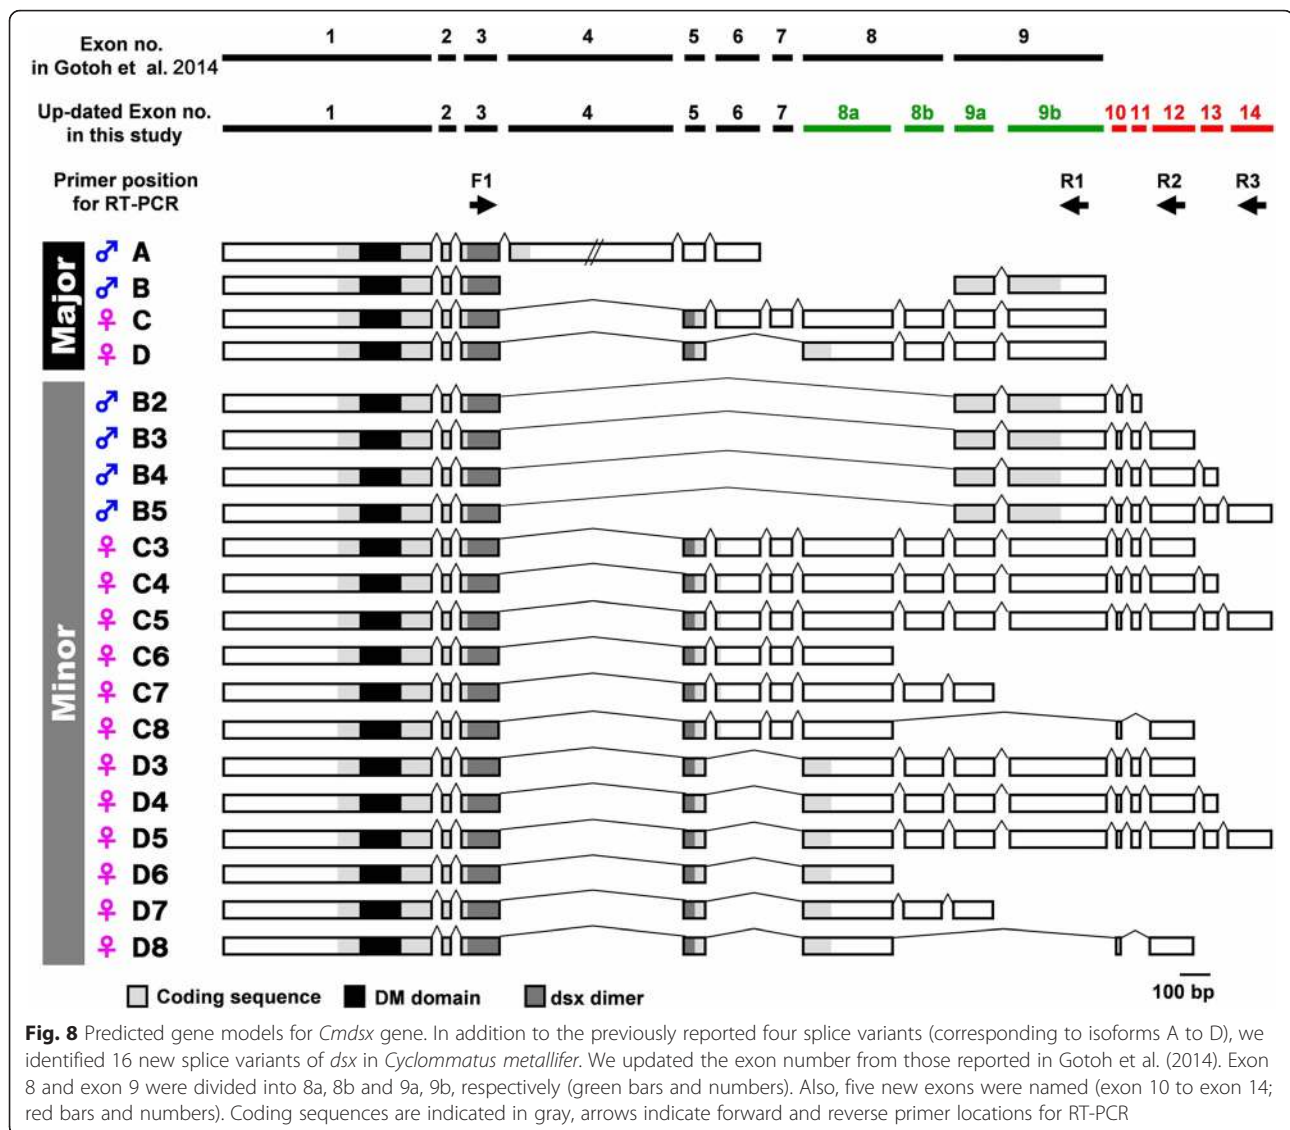 Exon no.
in Gotoh et al. 2014
1 2 3 4 5 6 7 8 9
Up-dated Exon no.
in this study
1 2 3 4 5 6 7 8a 8b 9a 9b 10 11 12 13 14
Primer position
for RT-PCR
F1 R1 R2 R3
Major
♂ A
♂ B
♀ C
♀ D
Minor
♂ B2
♂ B3
♂ B4
♂ B5
♀ C3
♀ C4
♀ C5
♀ C6
♀ C7
♀ C8
♀ D3
♀ D4
♀ D5
♀ D6
♀ D7
♀ D8
100 bp
Coding sequence DM domain dsx dimer
Fig. 8 Predicted gene models for Cmdsx gene. In addition to the previously reported four splice variants (corresponding to isoforms A to D), we
identified 16 new splice variants of dsx in Cyclommatus metallifer. We updated the exon number from those reported in Gotoh et al. (2014). Exon
8 and exon 9 were divided into 8a, 8b and 9a, 9b, respectively (green bars and numbers). Also, five new exons were named (exon 10 to exon 14;
red bars and numbers). Coding sequences are indicated in gray, arrows indicate forward and reverse primer locations for RT-PCR